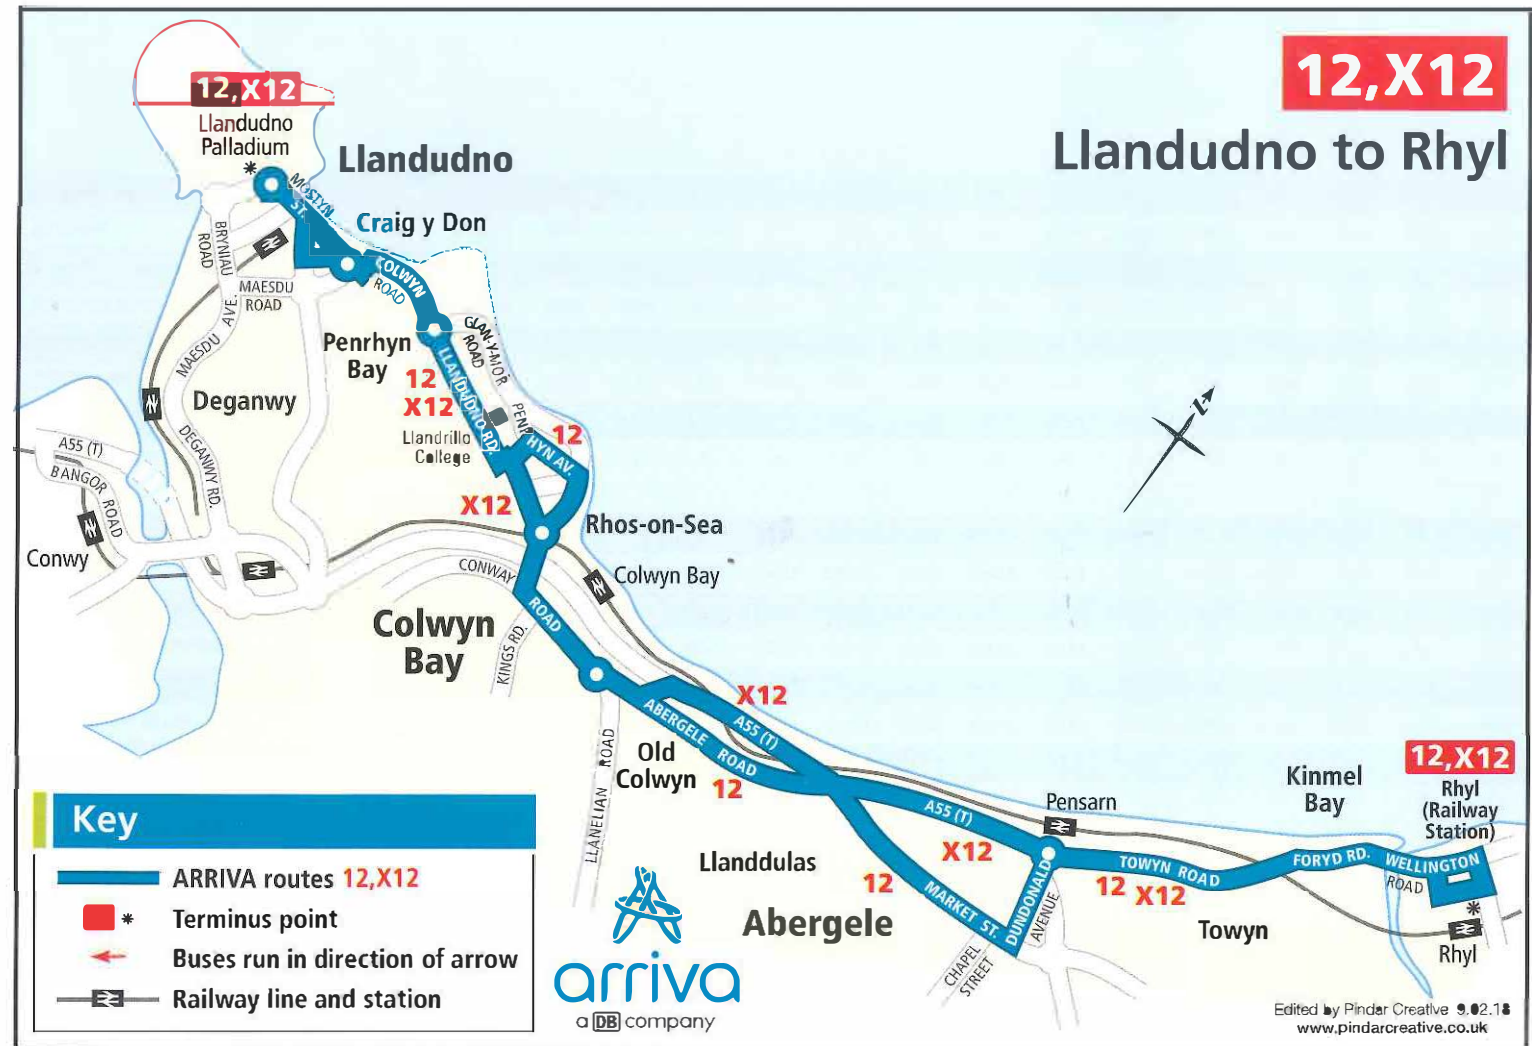 12,X12
Llandudno to Rhyl
12,X12
Llandudno
Palladium
*
Llandudno
MOSTYN
ST.
Craig y Don
BRYNIAU
ROAD
COLWYN
ROAD
MAESDU
ROAD
MAESDU AVE.
Penrhyn
Bay
GLAN-Y-MOR
ROAD
12
X12
LLANDUDNO RD.
Deganwy
Llandrillo
College
PENRHYN AV.
12
A55 (T)
BANGOR ROAD
DEGANWY RD.
X12
Rhos-on-Sea
Conwy
CONWAY
ROAD
Colwyn Bay
Colwyn
Bay
KINGS RD.
X12
A55 (T)
ABERGELE ROAD
Old
Colwyn
12
LLANELIAN ROAD
12,X12
Rhyl
(Railway
Station)
Kinmel
Bay
Pensarn
A55 (T)
X12
Llanddulas
12
MARKET ST.
DUNDONALD
AVENUE
TOWYN ROAD
12 X12
FORYD RD.
WELLINGTON
ROAD
*
Abergele
Towyn
Rhyl
CHAPEL
STREET
N
Key
ARRIVA routes 12,X12
* Terminus point
Buses run in direction of arrow
Railway line and station
arriva
a DB company
Edited by Pindar Creative 9.02.18
www.pindarcreative.co.uk